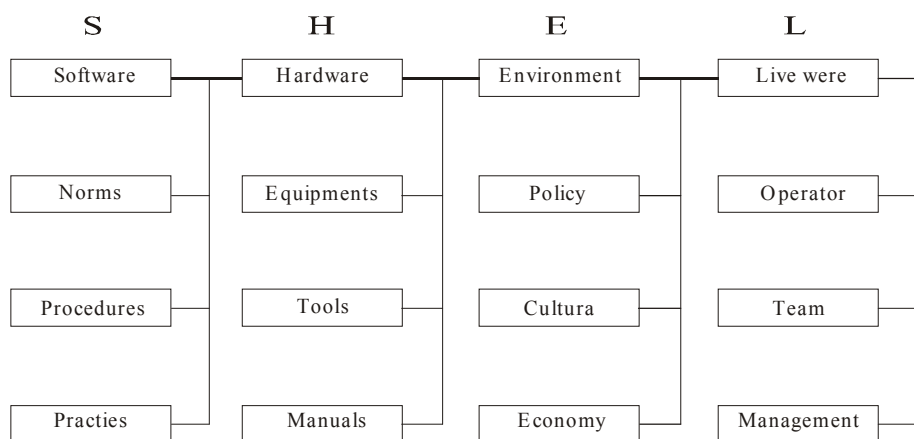 S H E L
Software Hardware Environment Live were
Norms Equipments Policy Operator
Procedures Tools Cultura Team
Practies Manuals Economy Management